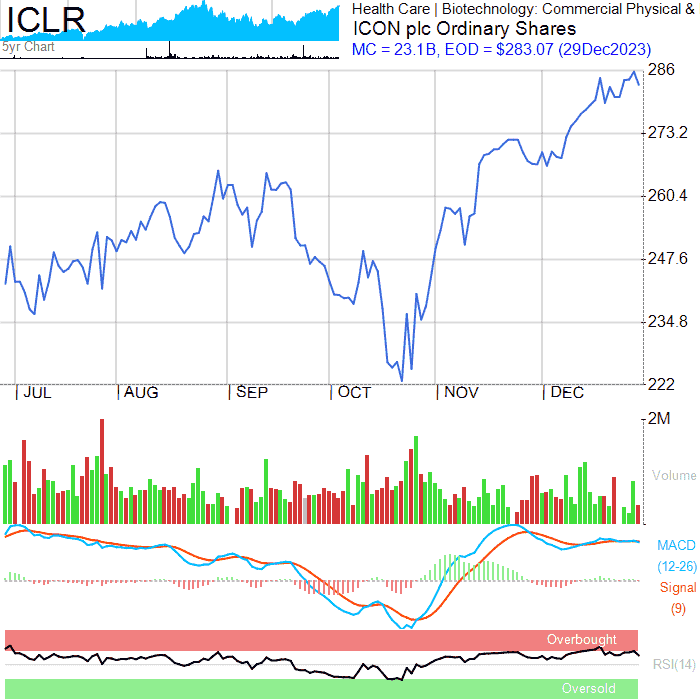 ICLR
5yr Chart
Health Care | Biotechnology: Commercial Physical &
ICON plc Ordinary Shares
MC = 23.1B, EOD = $283.07 (29Dec2023)
286
273.2
260.4
247.6
234.8
222
| JUL | AUG | SEP | OCT | NOV | DEC
2M
Volume
MACD
(12-26)
Signal
(9)
Overbought
RSI(14)
Oversold